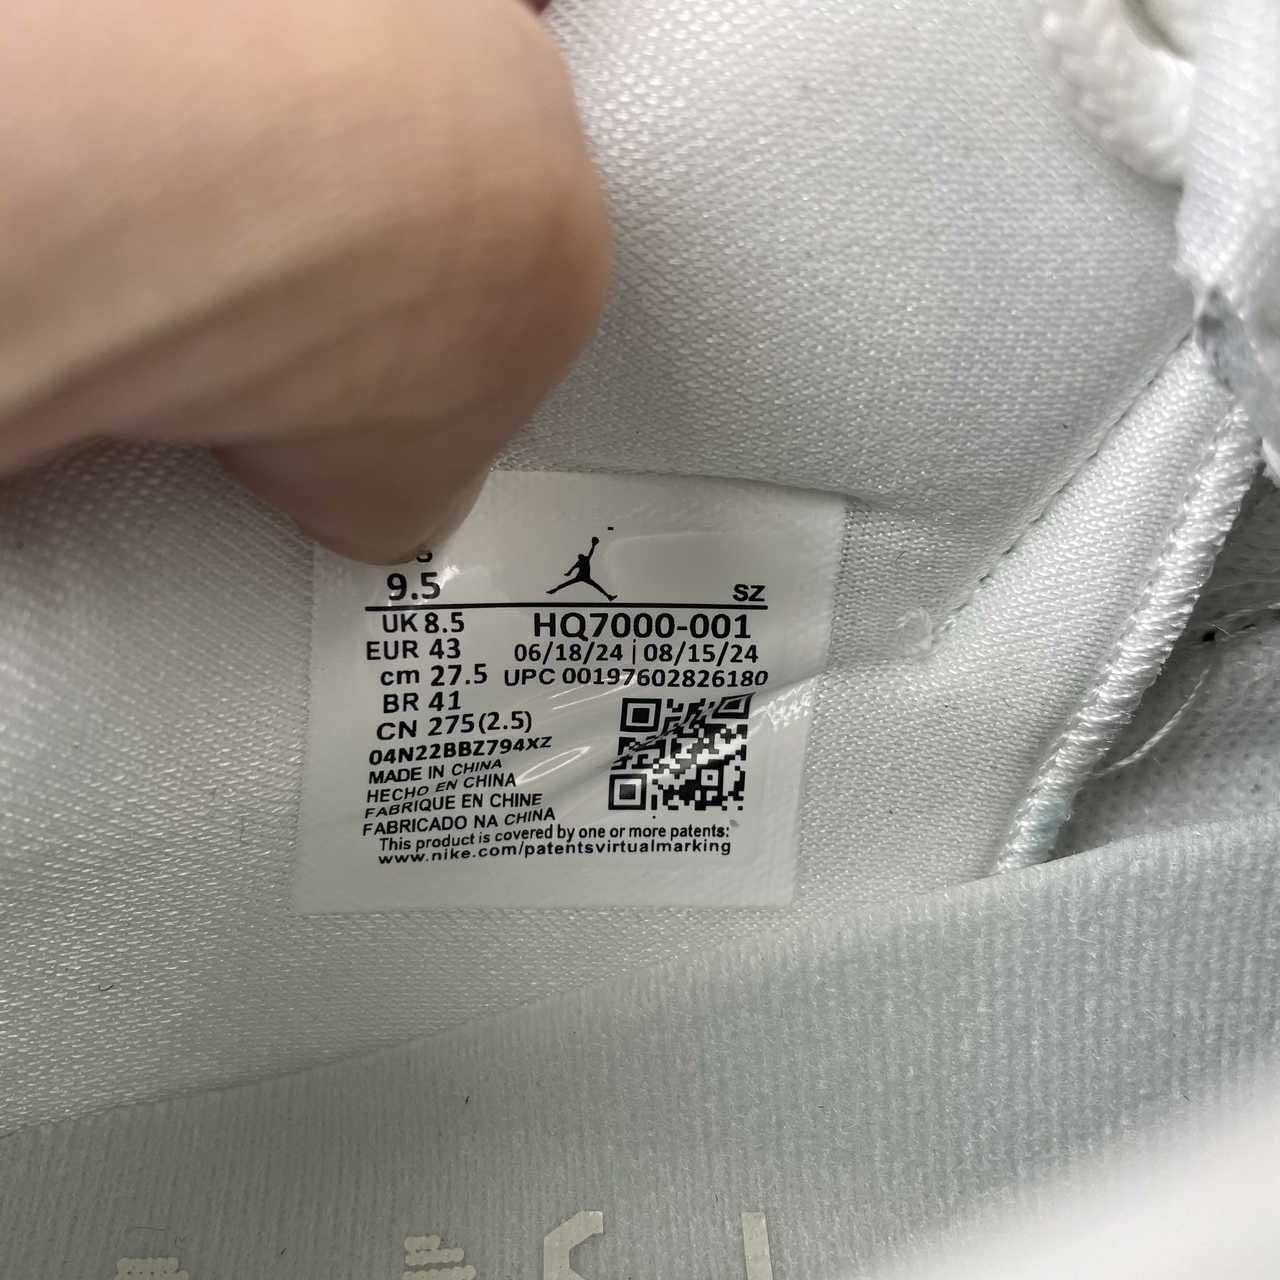 9.5
SZ
UK 8.5
HQ7000-001
EUR 43
06/18/24 | 08/15/24
cm 27.5
UPC 00197602826180
BR 41
CN 275(2.5)
04N22BBZ794XZ
MADE IN CHINA
HECHO EN CHINA
FABRIQUE EN CHINE
FABRICADO NA CHINA
This product is covered by one or more patents:
www.nike.com/patentsvirtualmarking